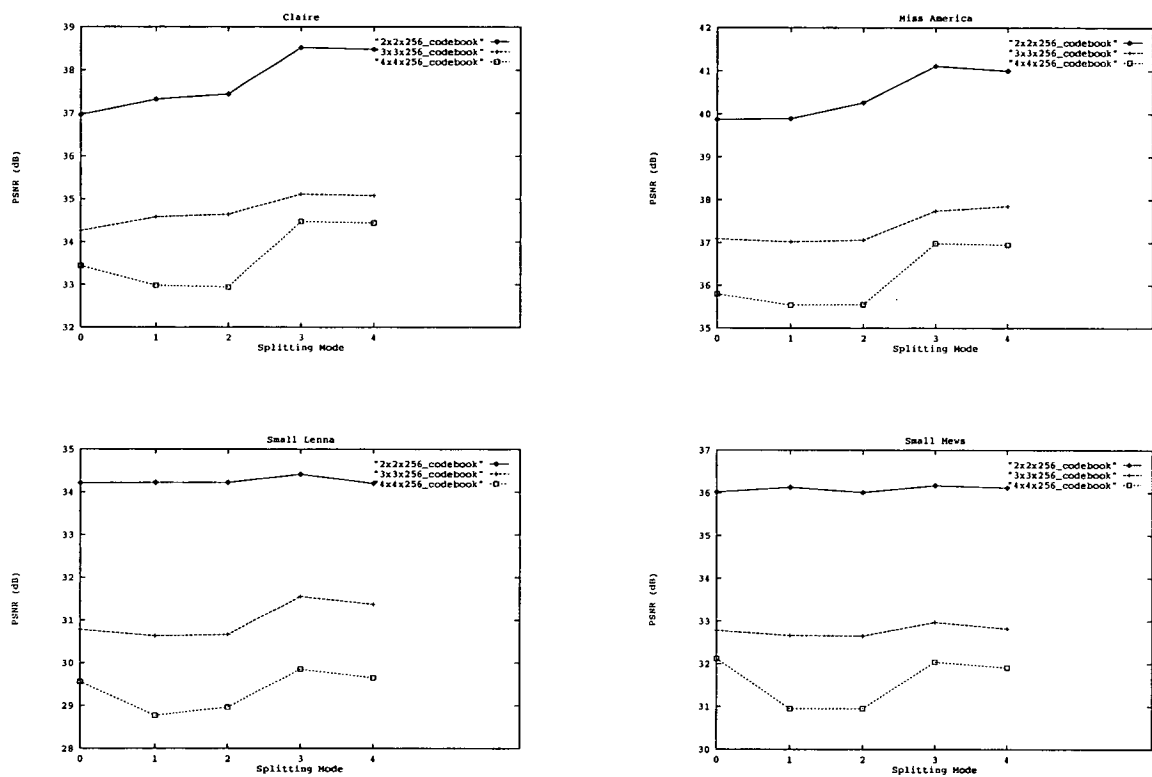 Claire
39
38
37
36
35
34
33
32
0 1 2 3 4
PSNR (dB)
Splitting Mode
"2x2x256_codebook"
"3x3x256_codebook"
"4x4x256_codebook"
Miss America
42
41
40
39
38
37
36
35
0 1 2 3 4
PSNR (dB)
Splitting Mode
"2x2x256_codebook"
"3x3x256_codebook"
"4x4x256_codebook"
Small Lenna
35
34
33
32
31
30
29
28
0 1 2 3 4
PSNR (dB)
Splitting Mode
"2x2x256_codebook"
"3x3x256_codebook"
"4x4x256_codebook"
Small Mews
37
36
35
34
33
32
31
30
0 1 2 3 4
PSNR (dB)
Splitting Mode
"2x2x256_codebook"
"3x3x256_codebook"
"4x4x256_codebook"